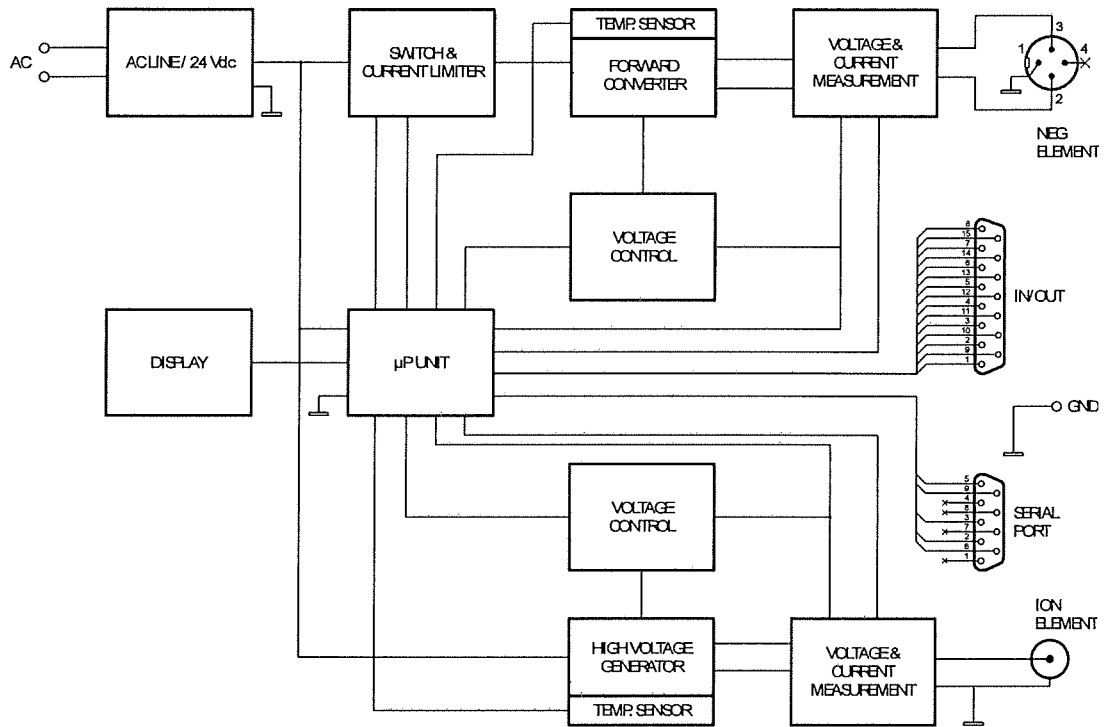 AC
AC LINE / 24 Vdc
SWITCH &
CURRENT LIMITER
TEMP. SENSOR
FORWARD
CONVERTER
VOLTAGE &
CURRENT
MEASUREMENT
3
1
4
2
NEG
ELEMENT
VOLTAGE
CONTROL
8
15
7
14
6
13
5
12
4
11
3
10
2
9
1
IN/OUT
DISPLAY
µP UNIT
GND
VOLTAGE
CONTROL
5
9
4
8
3
7
2
6
1
SERIAL
PORT
HIGH VOLTAGE
GENERATOR
TEMP. SENSOR
VOLTAGE &
CURRENT
MEASUREMENT
ION
ELEMENT